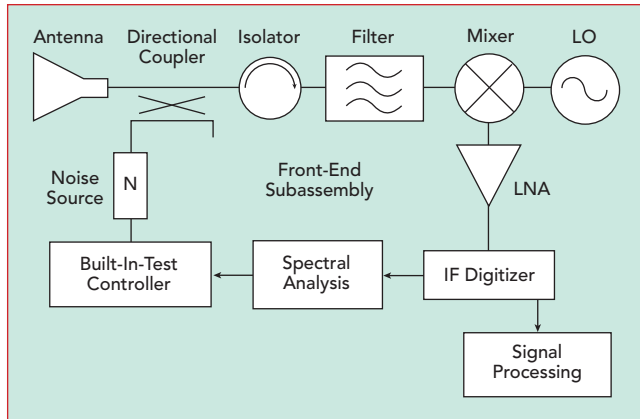 Antenna
Directional
Coupler
Isolator
Filter
Mixer
LO
Noise
Source
N
Front-End
Subassembly
LNA
Built-In-Test
Controller
Spectral
Analysis
IF Digitizer
Signal
Processing